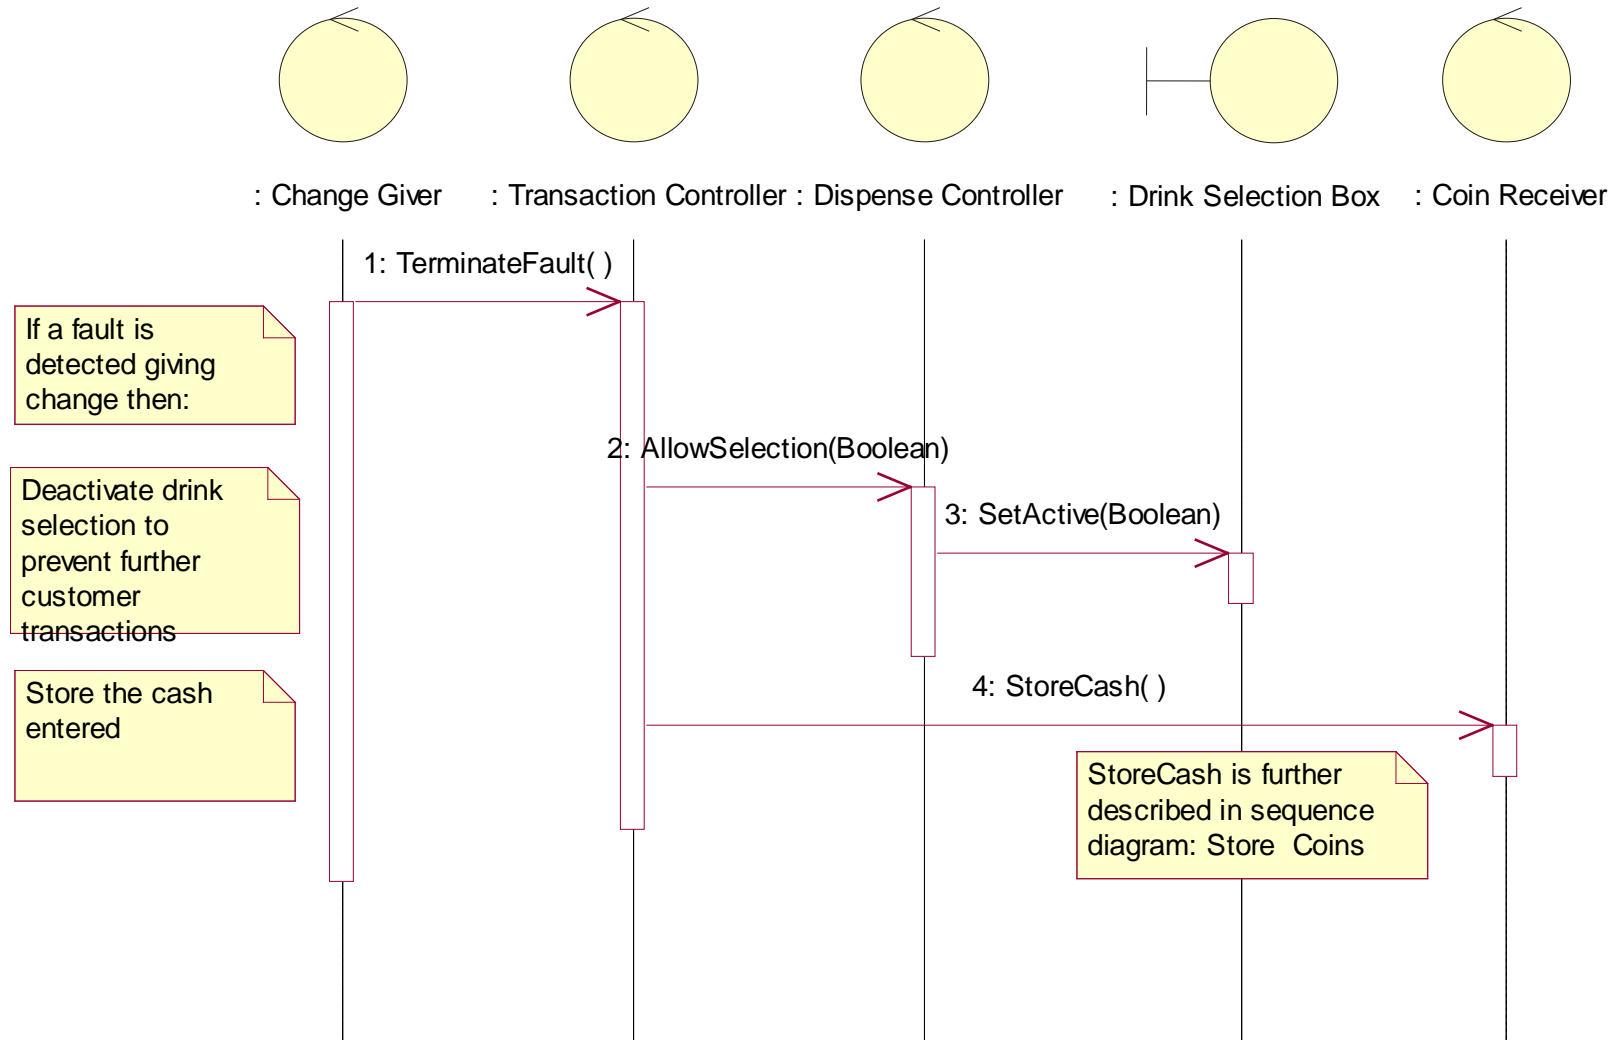 : Change Giver
: Transaction Controller
: Dispense Controller
: Drink Selection Box
: Coin Receiver
1: TerminateFault( )
If a fault is
detected giving
change then:
2: AllowSelection(Boolean)
Deactivate drink
selection to
prevent further
customer
transactions
3: SetActive(Boolean)
Store the cash
entered
4: StoreCash( )
StoreCash is further
described in sequence
diagram: Store  Coins